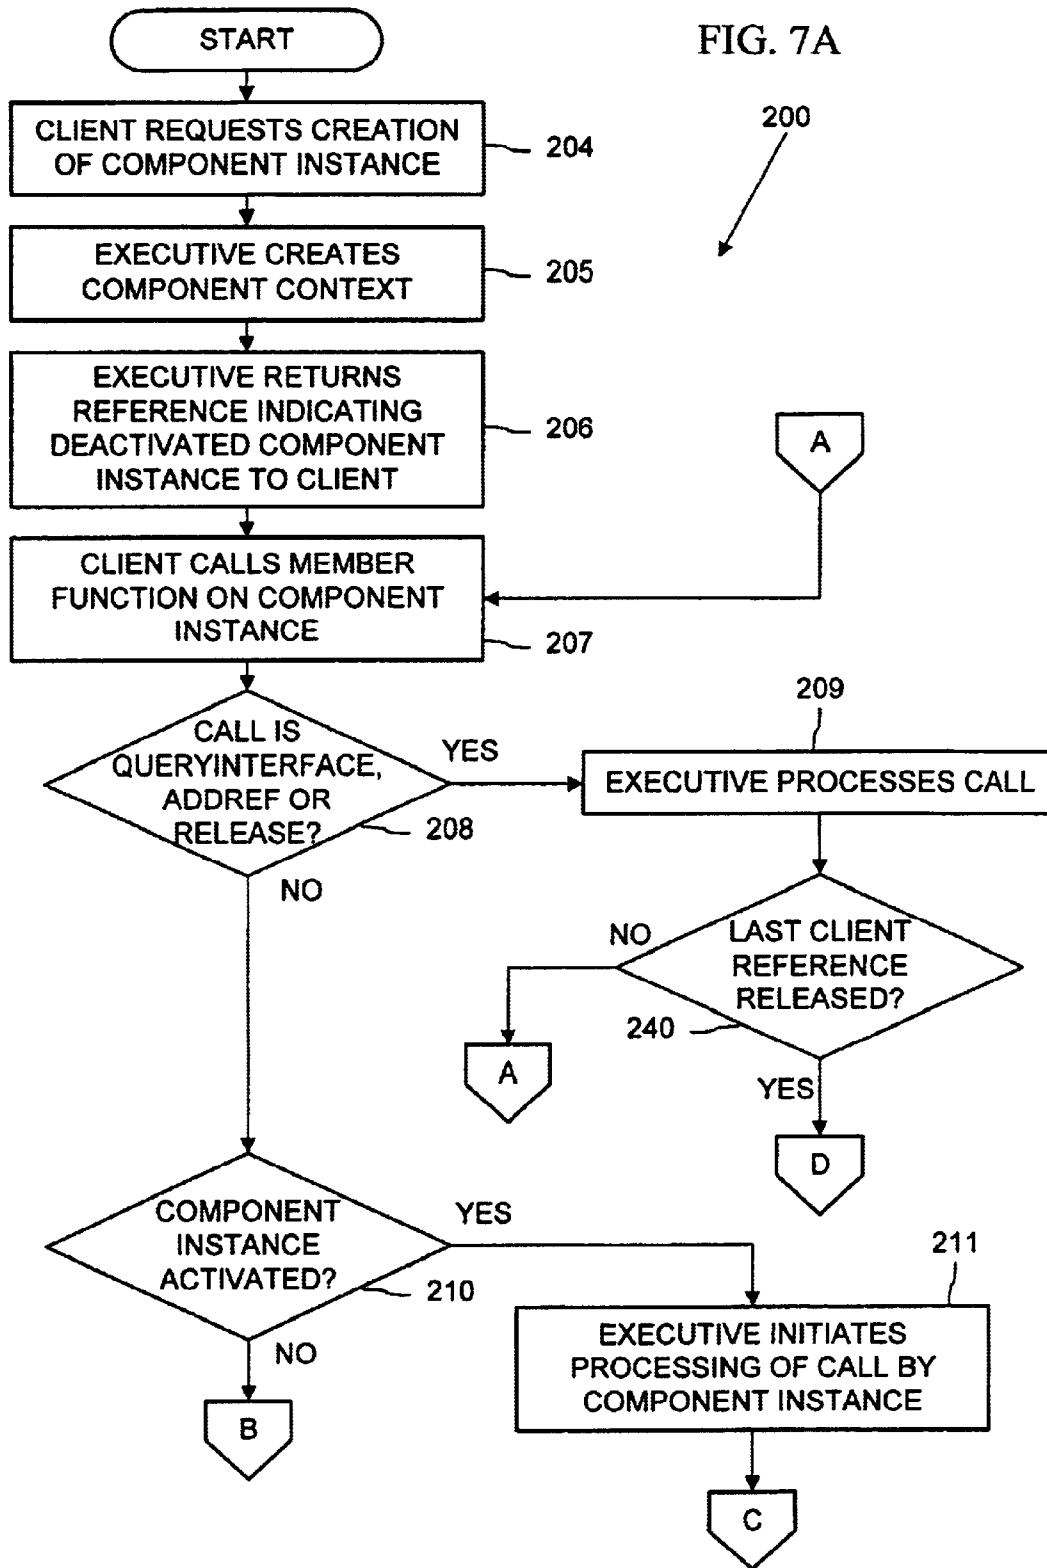 START
FIG. 7A
200
CLIENT REQUESTS CREATION
OF COMPONENT INSTANCE
204
EXECUTIVE CREATES
COMPONENT CONTEXT
205
EXECUTIVE RETURNS
REFERENCE INDICATING
DEACTIVATED COMPONENT
INSTANCE TO CLIENT
206
A
CLIENT CALLS MEMBER
FUNCTION ON COMPONENT
INSTANCE
207
CALL IS
QUERYINTERFACE,
ADDREF OR
RELEASE?
208
YES
NO
209
EXECUTIVE PROCESSES CALL
LAST CLIENT
REFERENCE
RELEASED?
240
NO
A
YES
D
COMPONENT
INSTANCE
ACTIVATED?
210
YES
NO
B
211
EXECUTIVE INITIATES
PROCESSING OF CALL BY
COMPONENT INSTANCE
C